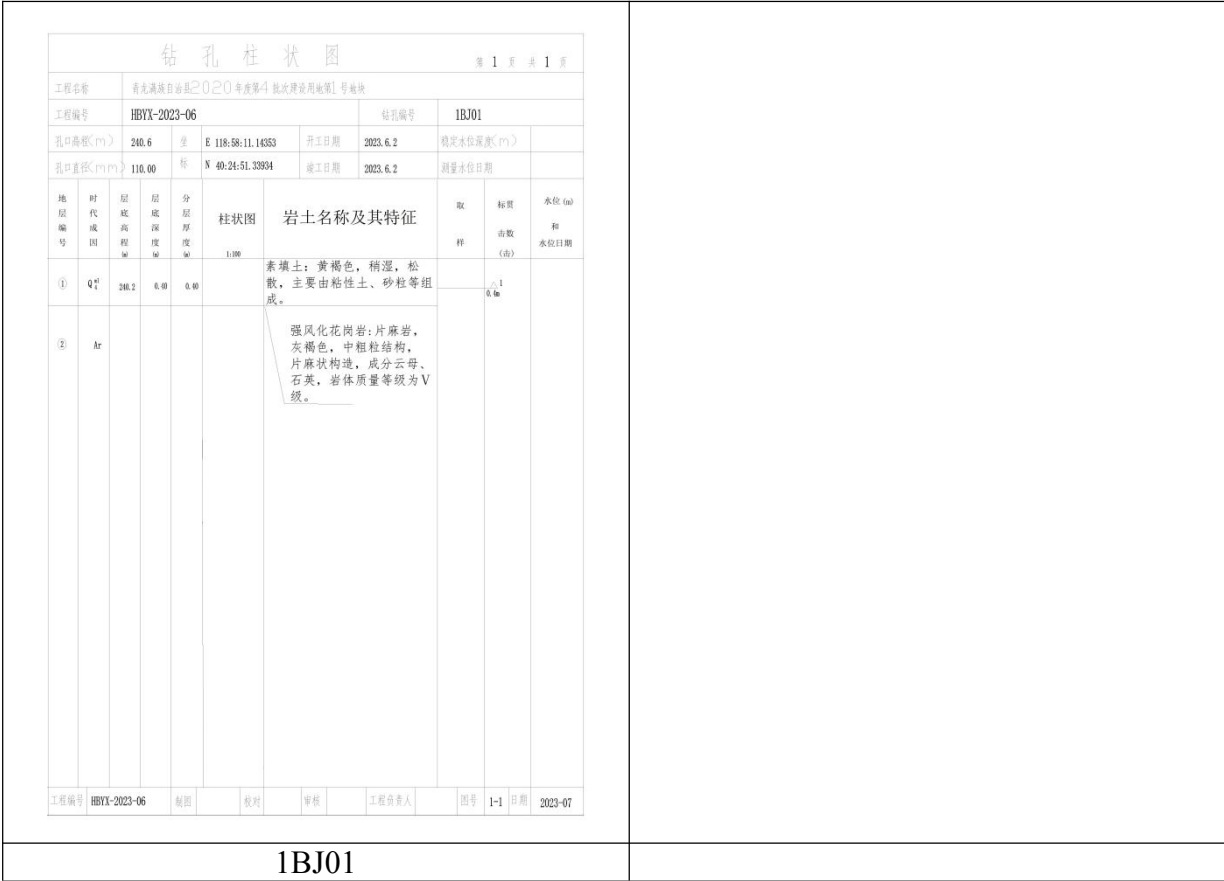 钻 孔 柱 状 图
第 1 页 共 1 页
工程名称 青龙满族自治县2020年度第4批次建设用地第1号地块
工程编号 HBYX-2023-06 钻孔编号 1BJ01
孔口高程(m) 240.6 坐 E 118:58:11.14353 开工日期 2023.6.2 稳定水位深度(m)
孔口直径(mm) 110.00 标 N 40:24:51.33934 竣工日期 2023.6.2 测量水位日期
地层编号 时代成因 层底高程(m) 层底深度(m) 分层厚度(m) 柱状图 1:100 岩土名称及其特征 取样 标贯击数(击) 水位(m)和水位日期
① Q4ml 240.2 0.40 0.40
素填土：黄褐色，稍湿，松
散，主要由粘性土、砂粒等组
成。
1
0.4m
② Ar
强风化花岗岩:片麻岩，
灰褐色，中粗粒结构，
片麻状构造，成分云母、
石英，岩体质量等级为V
级。
工程编号 HBYX-2023-06 制图 校对 审核 工程负责人 图号 1-1 日期 2023-07
1BJ01